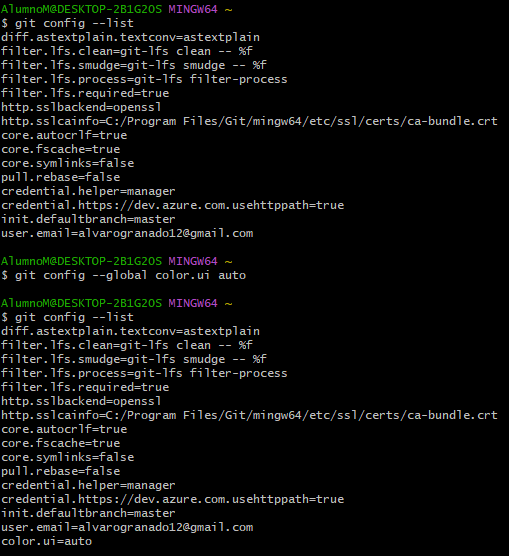 AlumnoM@DESKTOP-2B1G2OS MINGW64 ~
$ git config --list
diff.astextplain.textconv=astextplain
filter.lfs.clean=git-lfs clean -- %f
filter.lfs.smudge=git-lfs smudge -- %f
filter.lfs.process=git-lfs filter-process
filter.lfs.required=true
http.sslbackend=openssl
http.sslcainfo=C:/Program Files/Git/mingw64/etc/ssl/certs/ca-bundle.crt
core.autocrlf=true
core.fscache=true
core.symlinks=false
pull.rebase=false
credential.helper=manager
credential.https://dev.azure.com.usehttppath=true
init.defaultbranch=master
user.email=alvarogranado12@gmail.com
AlumnoM@DESKTOP-2B1G2OS MINGW64 ~
$ git config --global color.ui auto
AlumnoM@DESKTOP-2B1G2OS MINGW64 ~
$ git config --list
diff.astextplain.textconv=astextplain
filter.lfs.clean=git-lfs clean -- %f
filter.lfs.smudge=git-lfs smudge -- %f
filter.lfs.process=git-lfs filter-process
filter.lfs.required=true
http.sslbackend=openssl
http.sslcainfo=C:/Program Files/Git/mingw64/etc/ssl/certs/ca-bundle.crt
core.autocrlf=true
core.fscache=true
core.symlinks=false
pull.rebase=false
credential.helper=manager
credential.https://dev.azure.com.usehttppath=true
init.defaultbranch=master
user.email=alvarogranado12@gmail.com
color.ui=auto